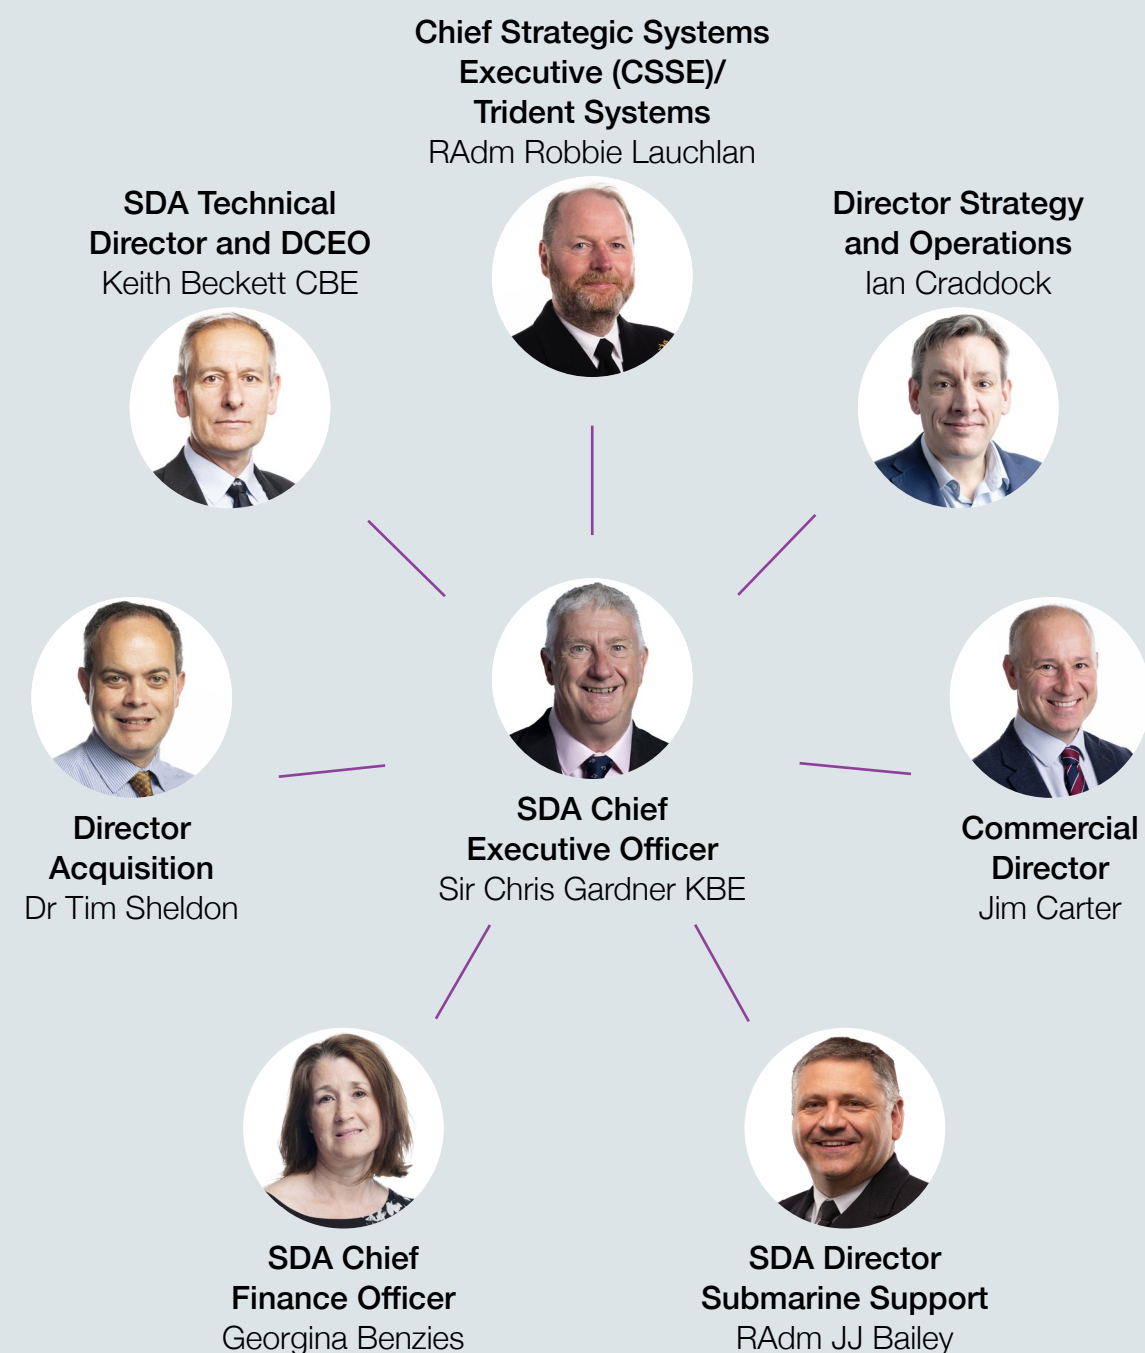 Chief Strategic Systems
Executive (CSSE)/
Trident Systems
RAdm Robbie Lauchlan
SDA Technical
Director and DCEO
Keith Beckett CBE
Director Strategy
and Operations
Ian Craddock
Director
Acquisition
Dr Tim Sheldon
SDA Chief
Executive Officer
Sir Chris Gardner KBE
Commercial
Director
Jim Carter
SDA Chief
Finance Officer
Georgina Benzies
SDA Director
Submarine Support
RAdm JJ Bailey